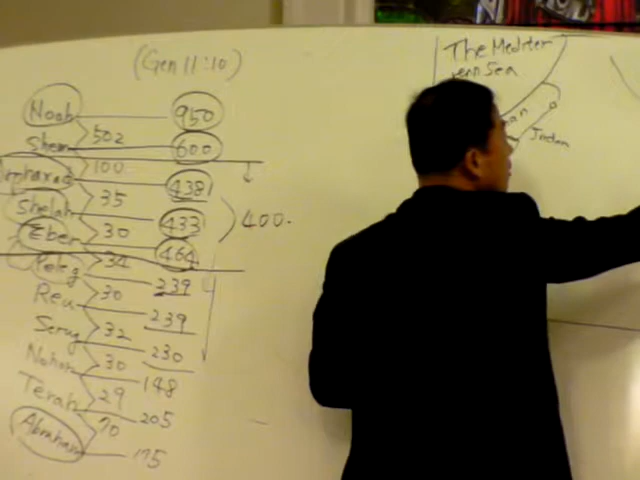 (Gen 11:10)
The Mediter
ean Sea
Noah 950
502
Shem 600
100
Arphaxad 438
35
Shelah 433
30 400.
Eber 464
34
Peleg 239
30
Reu 239
32
Serug 230
30
Nahor 148
29
Terah 205
70
Abraham 175
Jordan